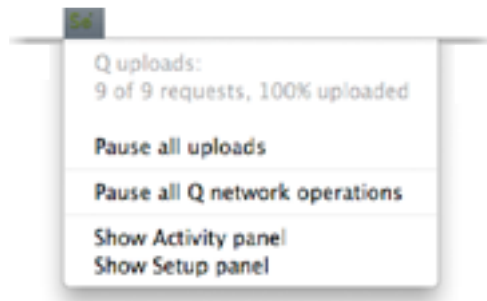 Q uploads:
9 of 9 requests, 100% uploaded
Pause all uploads
Pause all Q network operations
Show Activity panel
Show Setup panel